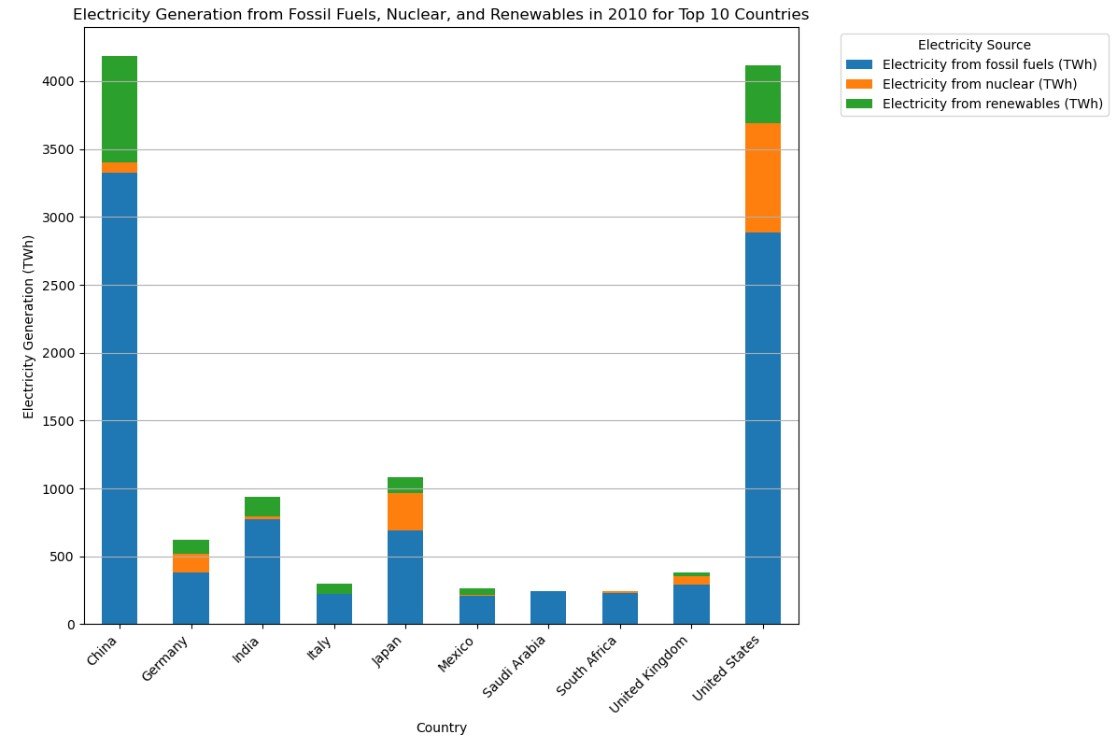 Electricity Generation from Fossil Fuels, Nuclear, and Renewables in 2010 for Top 10 Countries
Electricity Source
Electricity from fossil fuels (TWh)
Electricity from nuclear (TWh)
Electricity from renewables (TWh)
Electricity Generation (TWh)
4000
3500
3000
2500
2000
1500
1000
500
0
China
Germany
India
Italy
Japan
Mexico
Saudi Arabia
South Africa
United Kingdom
United States
Country